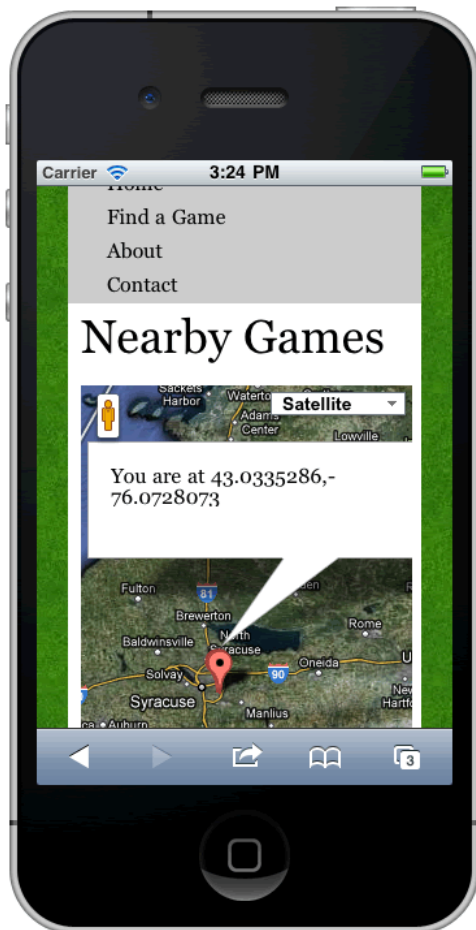 Carrier
3:24 PM
Home
Find a Game
About
Contact
Nearby Games
Sackets
Harbor
Adams
Center
Satellite
Lowville
You are at 43.0335286,-
76.0728073
Fulton
81
Brewerton
North
Syracuse
Rome
Baldwinsville
Solvay
90
Oneida
Syracuse
Manlius
Auburn
3